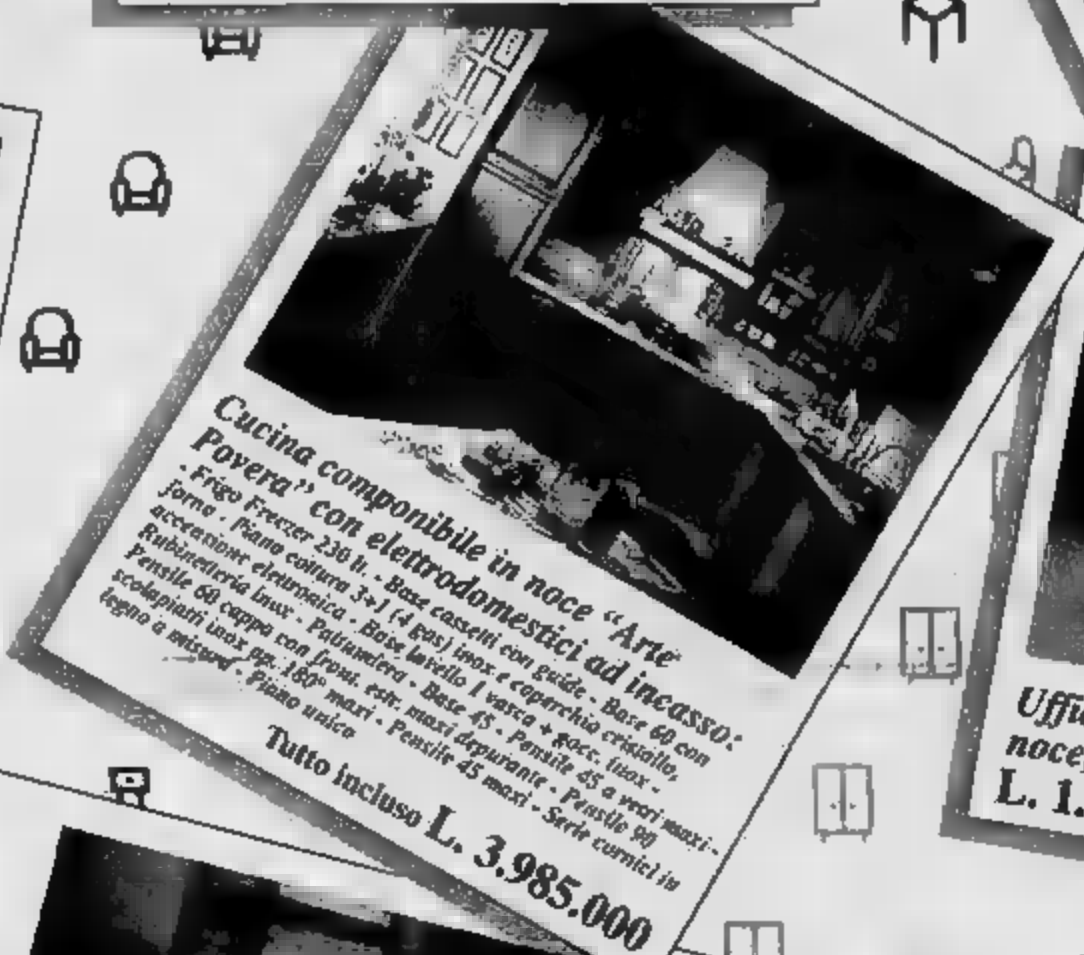 Cucina componibile in noce “Arte
Povera” con elettrodomestici ad incasso:
- Frigo Freezer 230 lt. - Base cassetti con guide - Base 60 con
forno - Piano cottura 3+1 (4 gas) inox e coperchio cristallo,
accensione elettronica - Base lavello 1 vasca + gocc. inox -
Rubinetteria inox - Pattumiera - Base 45 - Pensile 45 a vetri maxi -
Pensile 60 cappa con front. estr. maxi depurante - Pensile 90
scolapiatti inox pp. 180° maxi - Pensile 45 maxi - Serie cornici in
legno a misura - Piano unico
Tutto incluso L. 3.985.000
noce
L. 1.